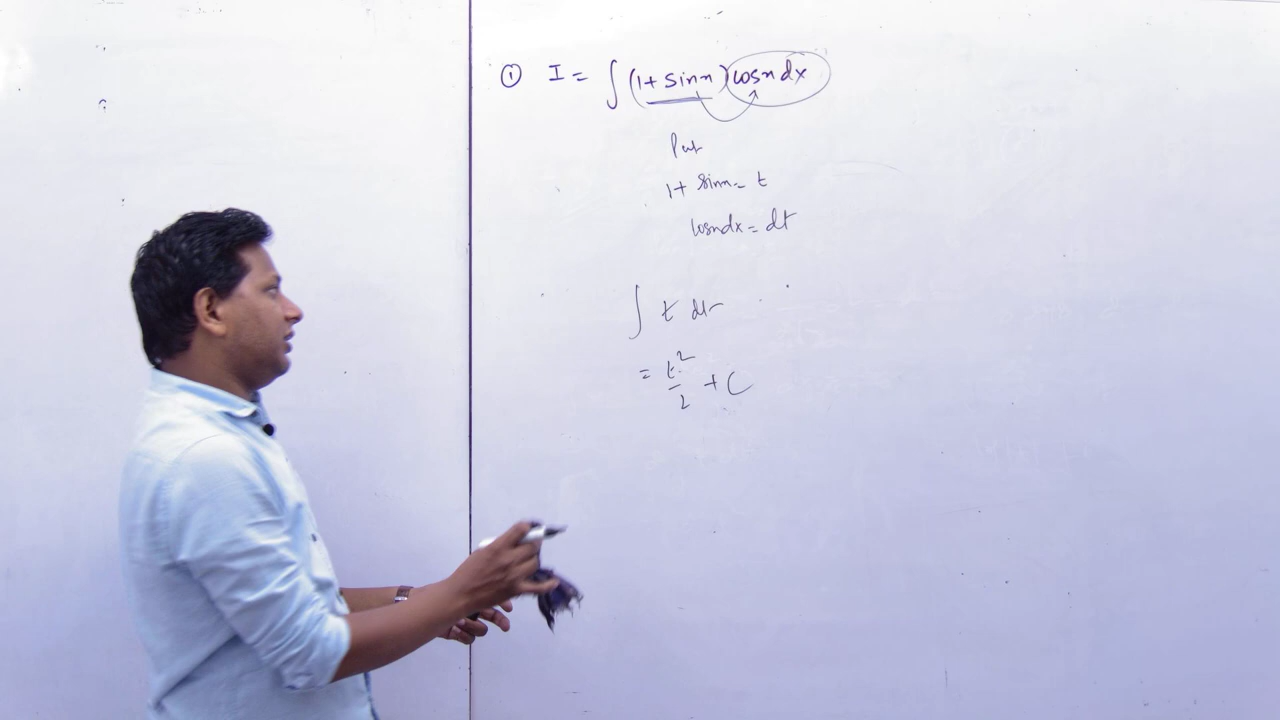 ① I = ∫ (1 + sinx) cosx dx
Put
1 + sinx = t
cosx dx = dt
∫ t dt
= t²/2 + C